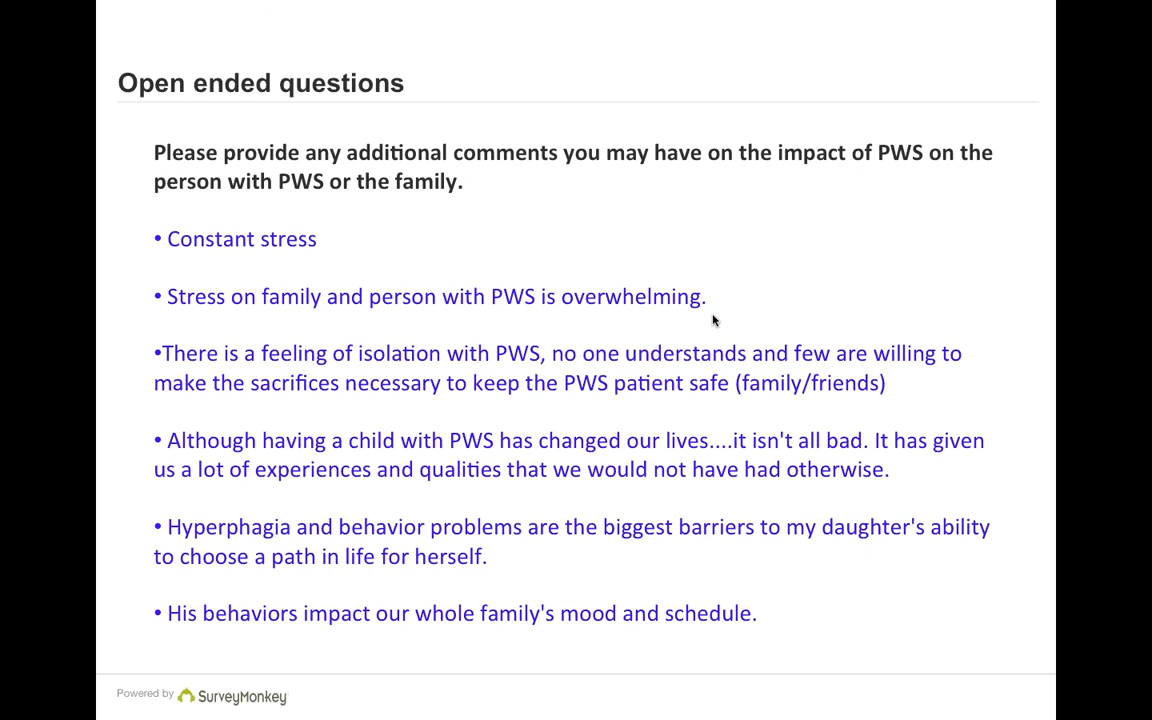 Open ended questions
Please provide any additional comments you may have on the impact of PWS on the
person with PWS or the family.
• Constant stress
• Stress on family and person with PWS is overwhelming.
•There is a feeling of isolation with PWS, no one understands and few are willing to
make the sacrifices necessary to keep the PWS patient safe (family/friends)
• Although having a child with PWS has changed our lives....it isn't all bad. It has given
us a lot of experiences and qualities that we would not have had otherwise.
• Hyperphagia and behavior problems are the biggest barriers to my daughter's ability
to choose a path in life for herself.
• His behaviors impact our whole family's mood and schedule.
Powered by SurveyMonkey